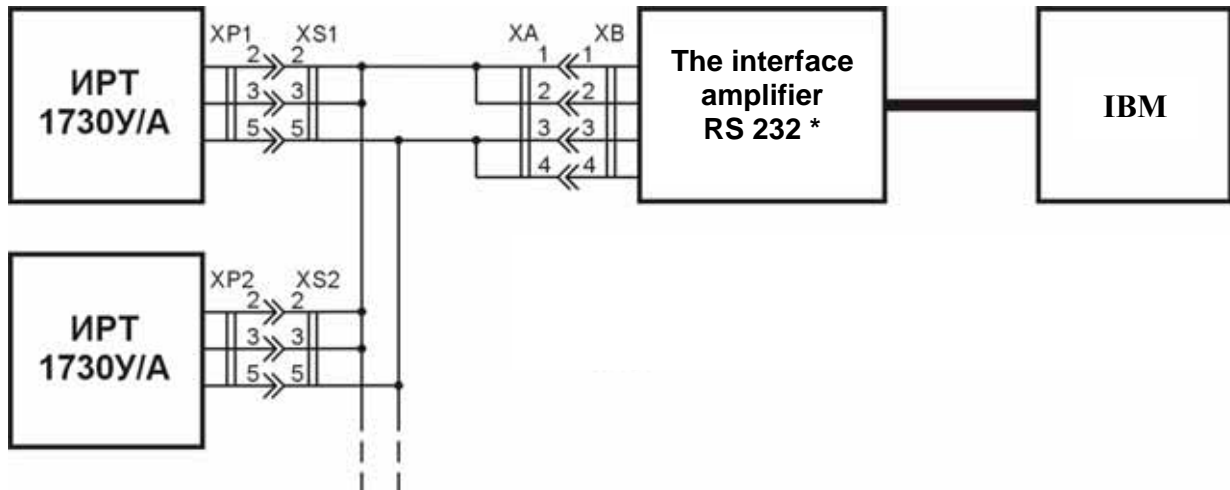 XP1 XS1 XA XB
2 2 1 1
3 3 2 2
5 5 3 3
4 4
ИРТ
1730У/А
The interface
amplifier
RS 232 *
IBM
XP2 XS2
2 2
3 3
5 5
ИРТ
1730У/А